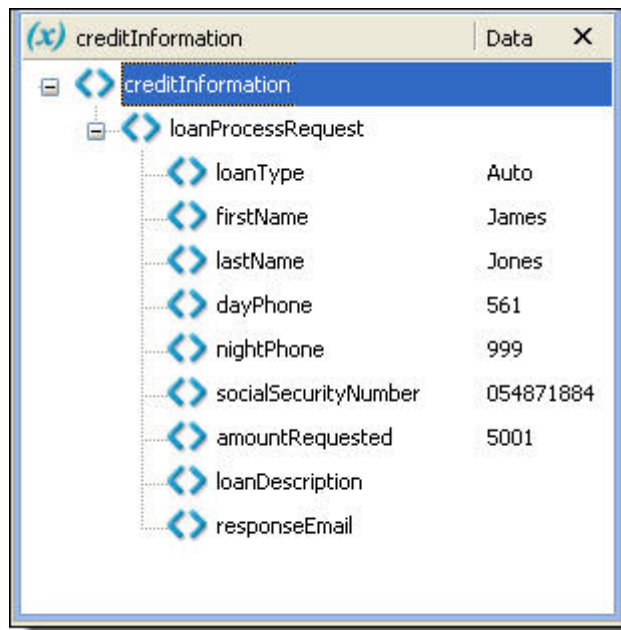 (x) creditInformation Data X
creditInformation
loanProcessRequest
loanType Auto
firstName James
lastName Jones
dayPhone 561
nightPhone 999
socialSecurityNumber 054871884
amountRequested 5001
loanDescription
responseEmail